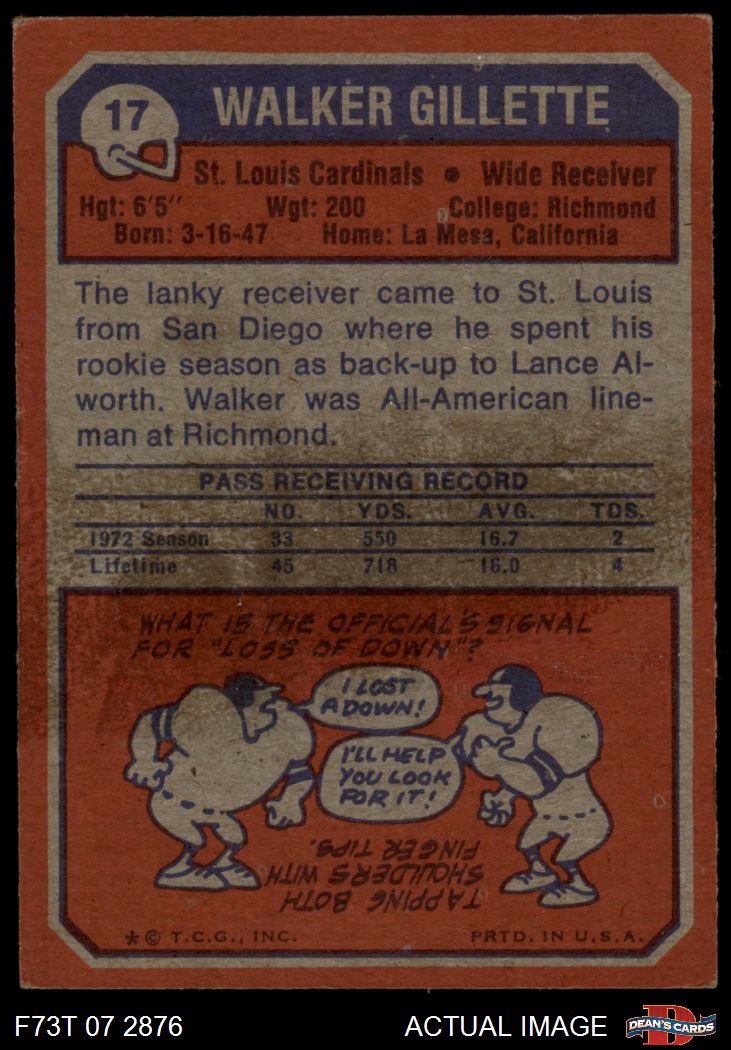 17
WALKER GILLETTE
St. Louis Cardinals • Wide Receiver
Hgt: 6'5" Wgt: 200 College: Richmond
Born: 3-16-47 Home: La Mesa, California
The lanky receiver came to St. Louis
from San Diego where he spent his
rookie season as back-up to Lance Al-
worth. Walker was All-American line-
man at Richmond.
PASS RECEIVING RECORD
NO. YDS. AVG. TDS.
1972 Season 33 550 16.7 2
Lifetime 45 718 16.0 4
WHAT IS THE OFFICIAL'S SIGNAL
FOR "LOSS OF DOWN"?
I LOST
A DOWN!
I'LL HELP
YOU LOOK
FOR IT!
TAPPING BOTH
SHOULDERS WITH
FINGER TIPS.
* © T.C.G., INC. PRTD. IN U.S.A.
F73T 07 2876 ACTUAL IMAGE
D
DEAN'S CARDS